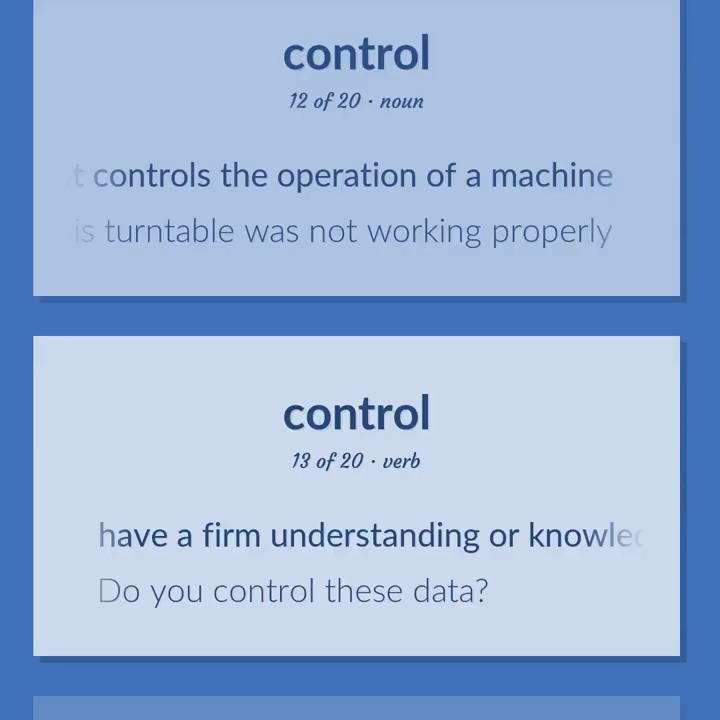 control
12 of 20 · noun
controls the operation of a machine
is turntable was not working properly
control
13 of 20 · verb
have a firm understanding or
Do you control these data?